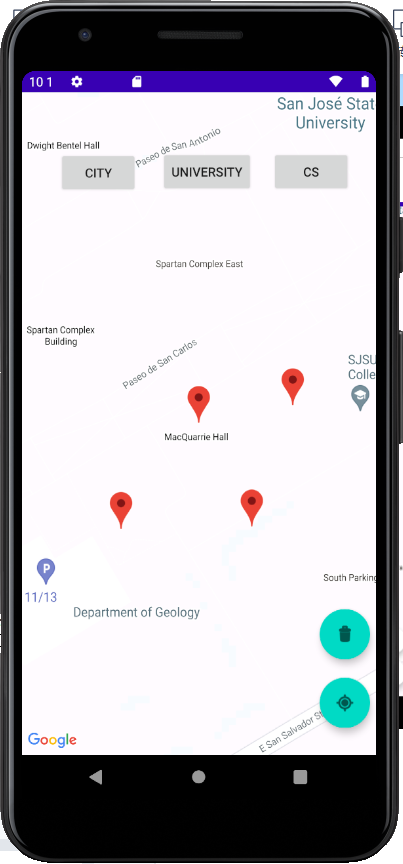 10 1
San José Stat
University
Dwight Bentel Hall
Paseo de San Antonio
CITY
UNIVERSITY
CS
Spartan Complex East
Spartan Complex
Building
Paseo de San Carlos
SJSU
Colle
MacQuarrie Hall
P
11/13
South Parking
Department of Geology
E San Salvador St
Google